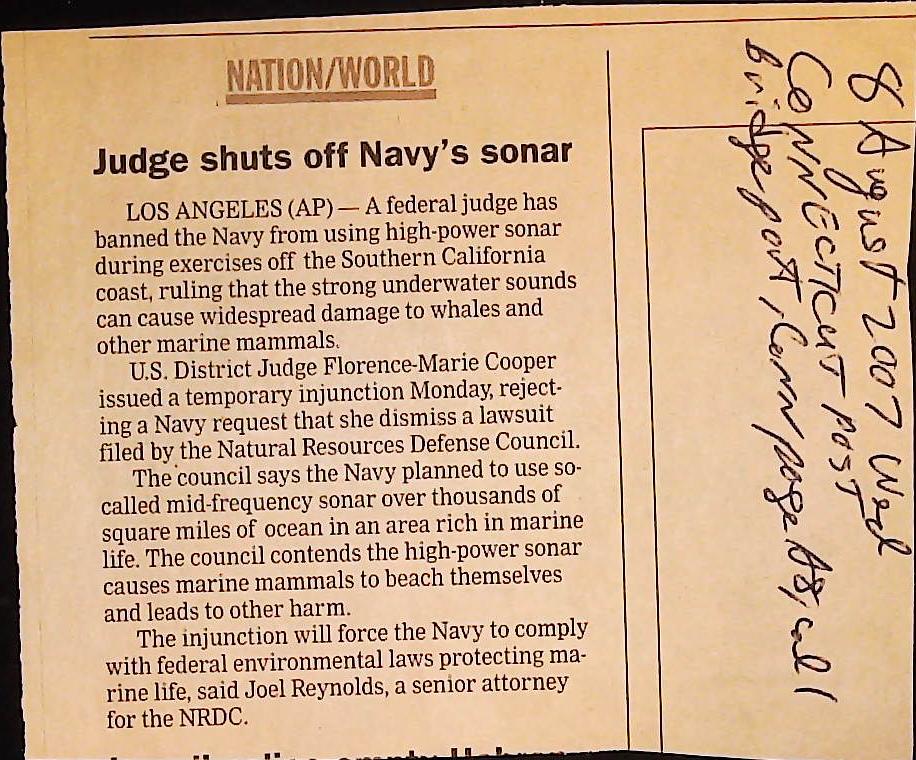 NATION/WORLD
Judge shuts off Navy's sonar
LOS ANGELES (AP) — A federal judge has
banned the Navy from using high-power sonar
during exercises off the Southern California
coast, ruling that the strong underwater sounds
can cause widespread damage to whales and
other marine mammals.
U.S. District Judge Florence-Marie Cooper
issued a temporary injunction Monday, reject-
ing a Navy request that she dismiss a lawsuit
filed by the Natural Resources Defense Council.
The council says the Navy planned to use so-
called mid-frequency sonar over thousands of
square miles of ocean in an area rich in marine
life. The council contends the high-power sonar
causes marine mammals to beach themselves
and leads to other harm.
The injunction will force the Navy to comply
with federal environmental laws protecting ma-
rine life, said Joel Reynolds, a senior attorney
for the NRDC.
8 August 2007 Wed
CONNECTICUT POST
Bridgeport, Conn page A8, col 1